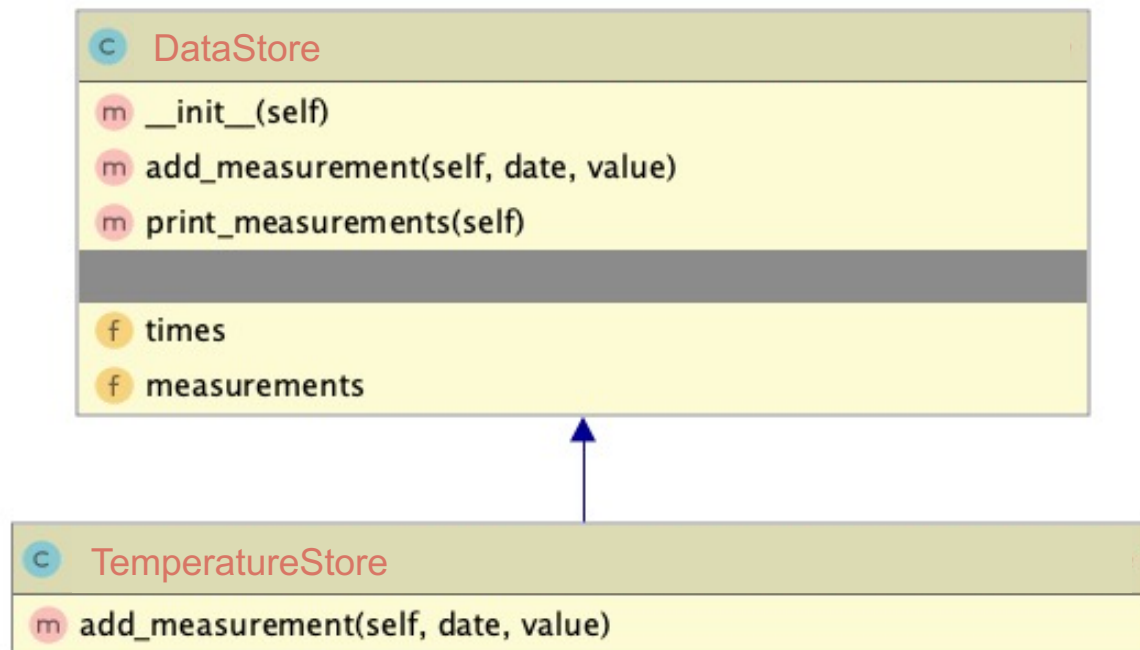 C DataStore
m __init__(self)
m add_measurement(self, date, value)
m print_measurements(self)
f times
f measurements
C TemperatureStore
m add_measurement(self, date, value)